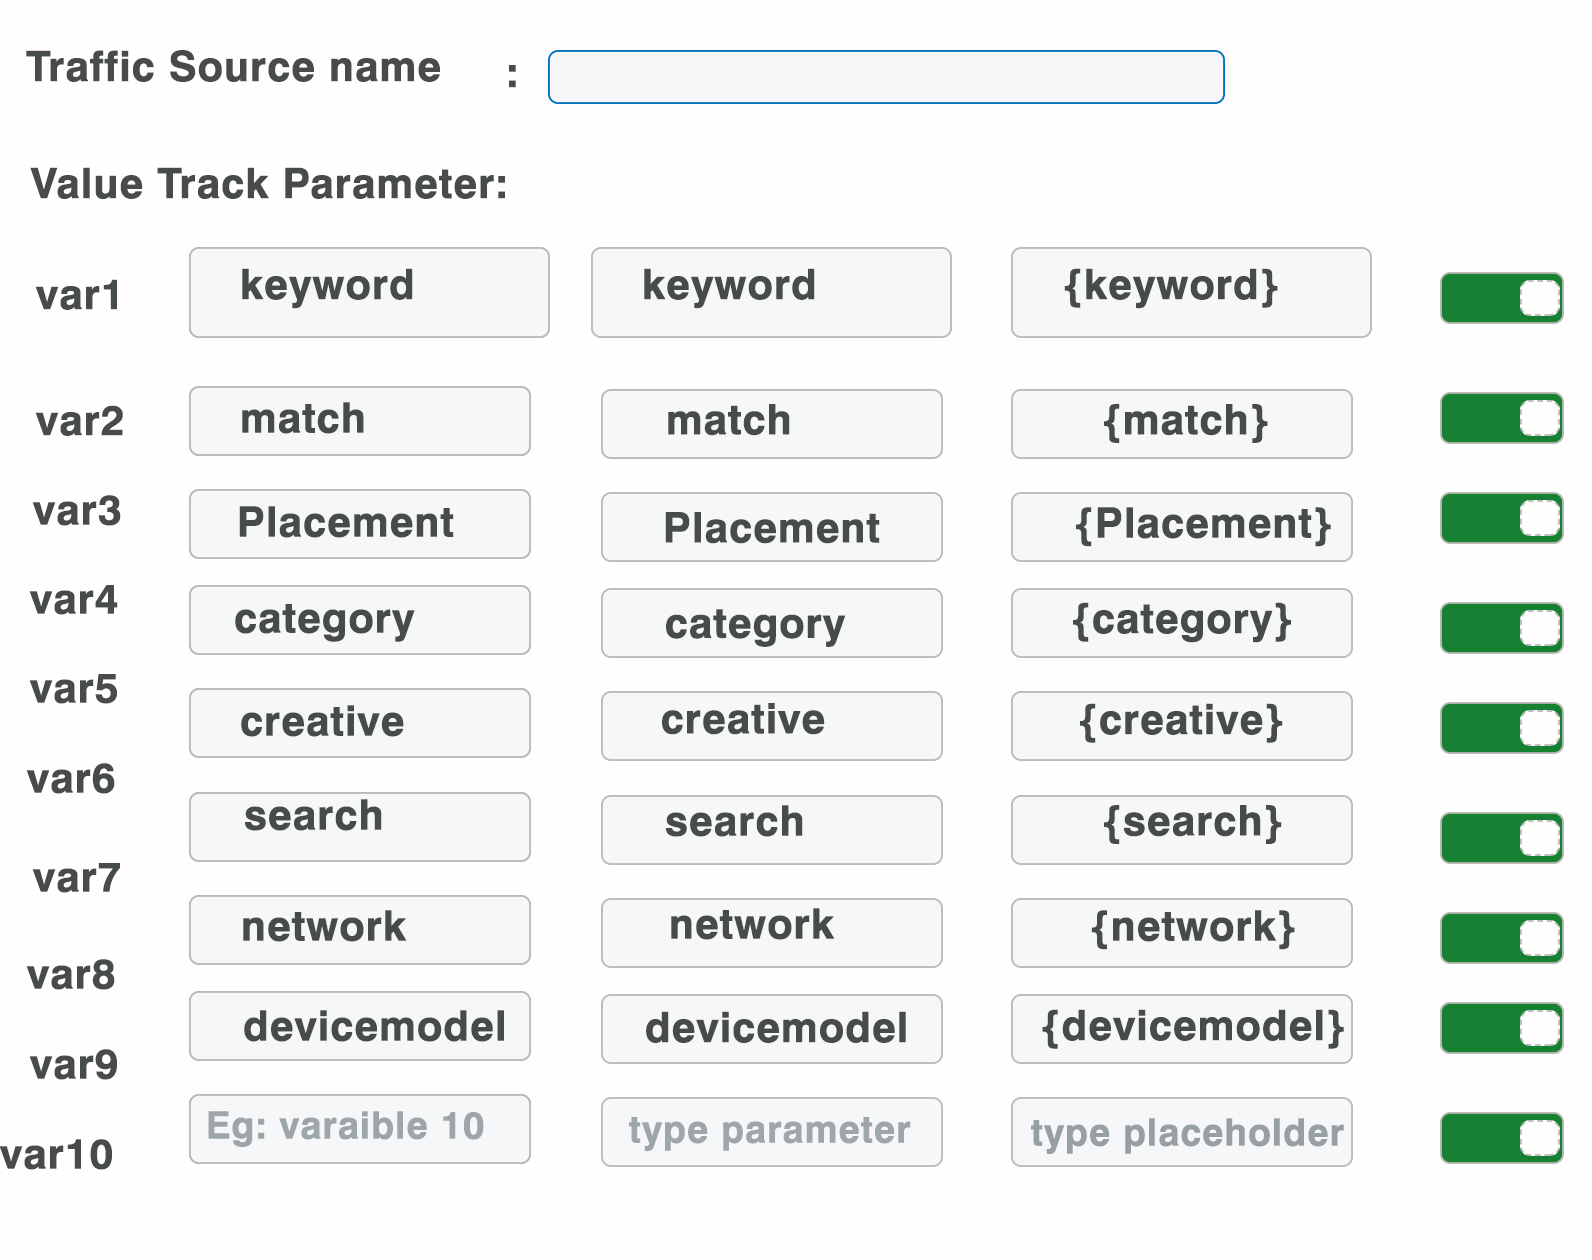 Traffic Source name :
Value Track Parameter:
var1 keyword keyword {keyword}
var2 match match {match}
var3 Placement Placement {Placement}
var4 category category {category}
var5 creative creative {creative}
var6 search search {search}
var7 network network {network}
var8 devicemodel devicemodel {devicemodel}
var9
var10 Eg: varaible 10 type parameter type placeholder